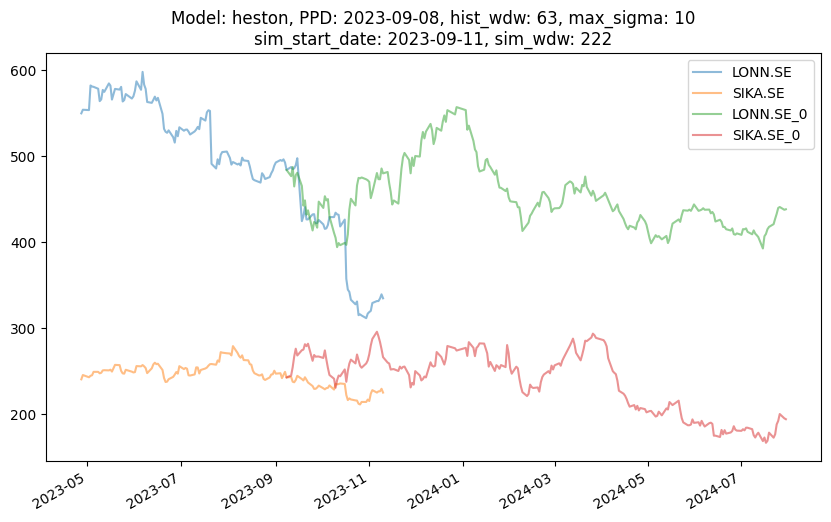 Model: heston, PPD: 2023-09-08, hist_wdw: 63, max_sigma: 10
sim_start_date: 2023-09-11, sim_wdw: 222
LONN.SE
SIKA.SE
LONN.SE_0
SIKA.SE_0
600
500
400
300
200
2023-05
2023-07
2023-09
2023-11
2024-01
2024-03
2024-05
2024-07